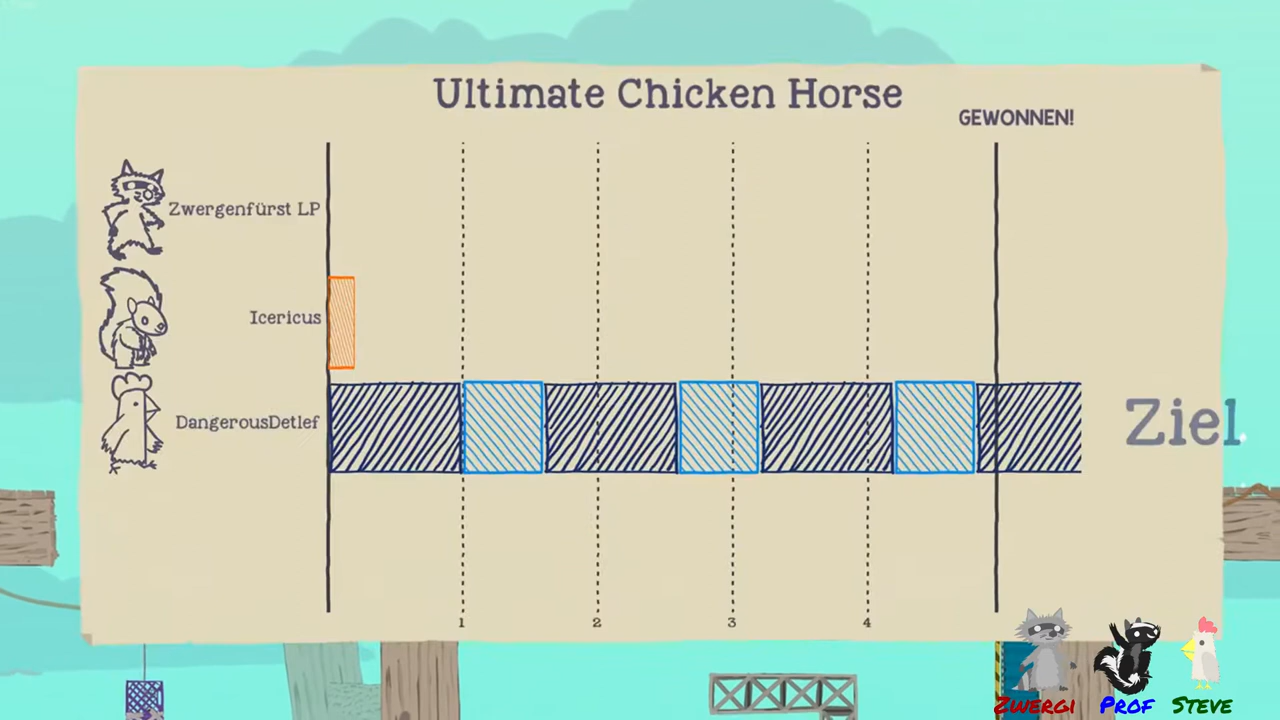 Ultimate Chicken Horse
GEWONNEN!
Zwergenfürst LP
Icericus
DangerousDetlef
Ziel
1 2 3 4
Zwergi Prof Steve